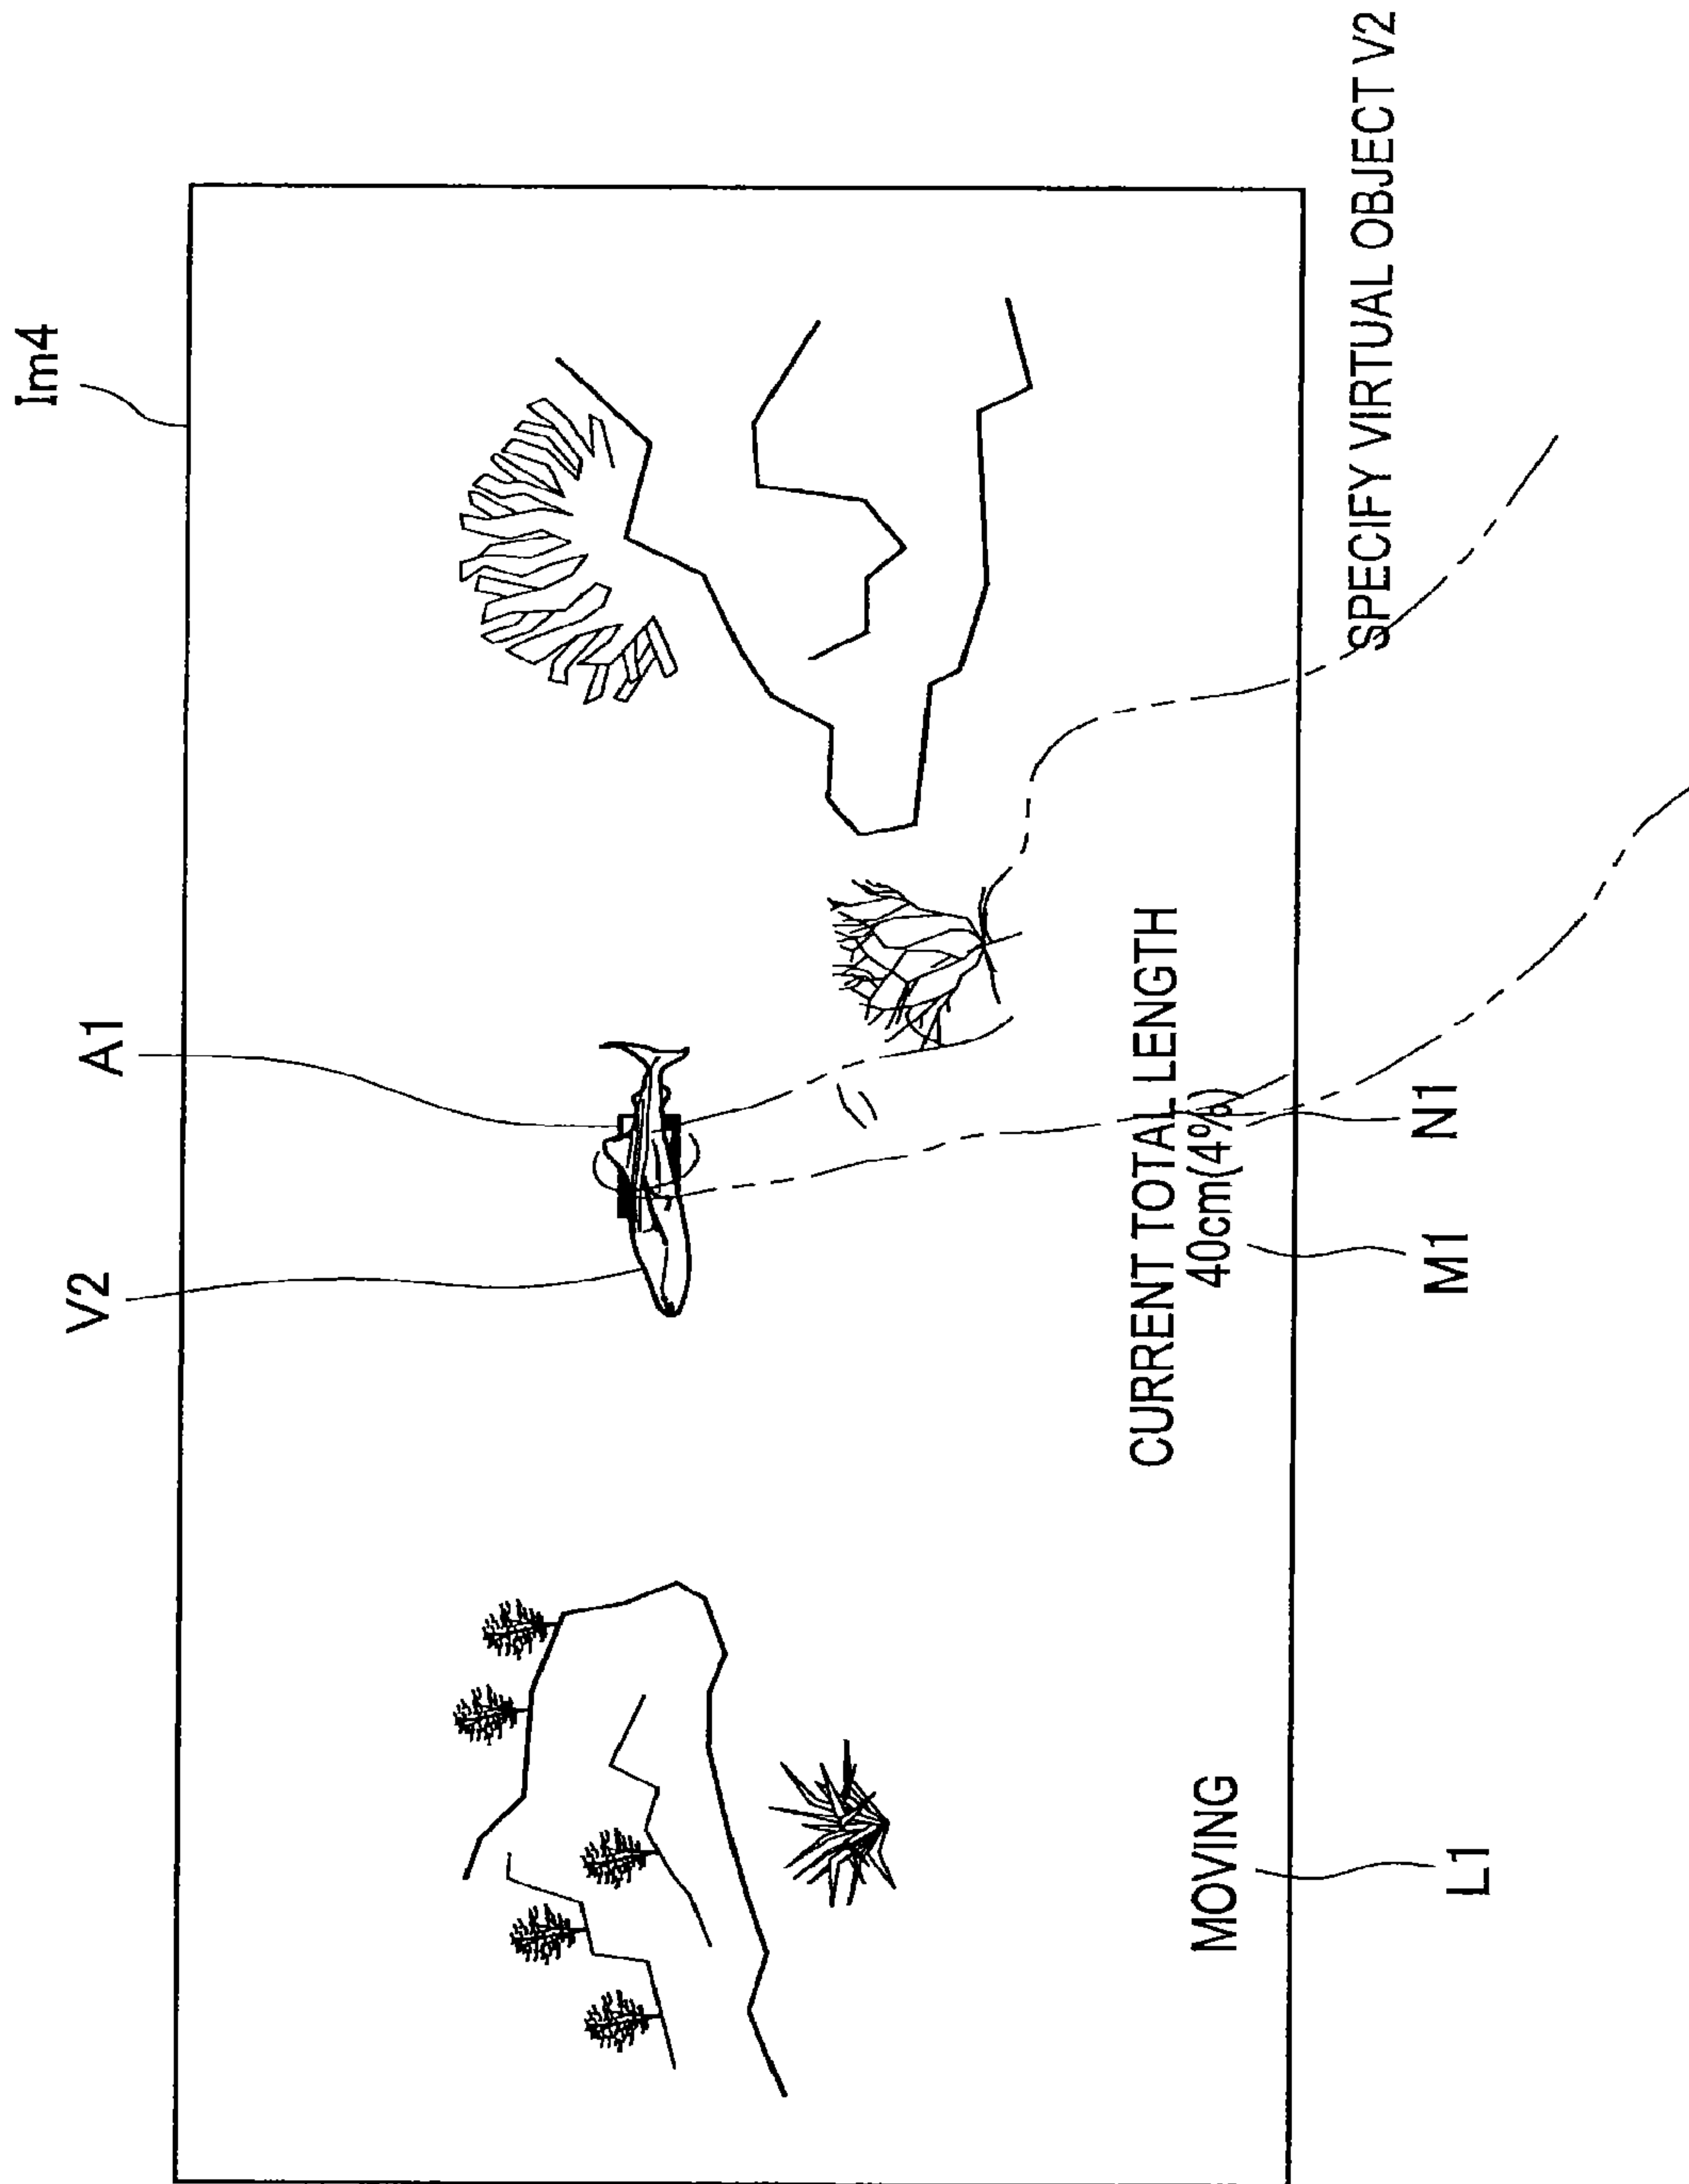 Im4
V2
A1
CURRENT TOTAL LENGTH
40cm(4%)
MOVING
L1
M1
N1
SPECIFY VIRTUAL OBJECT V2